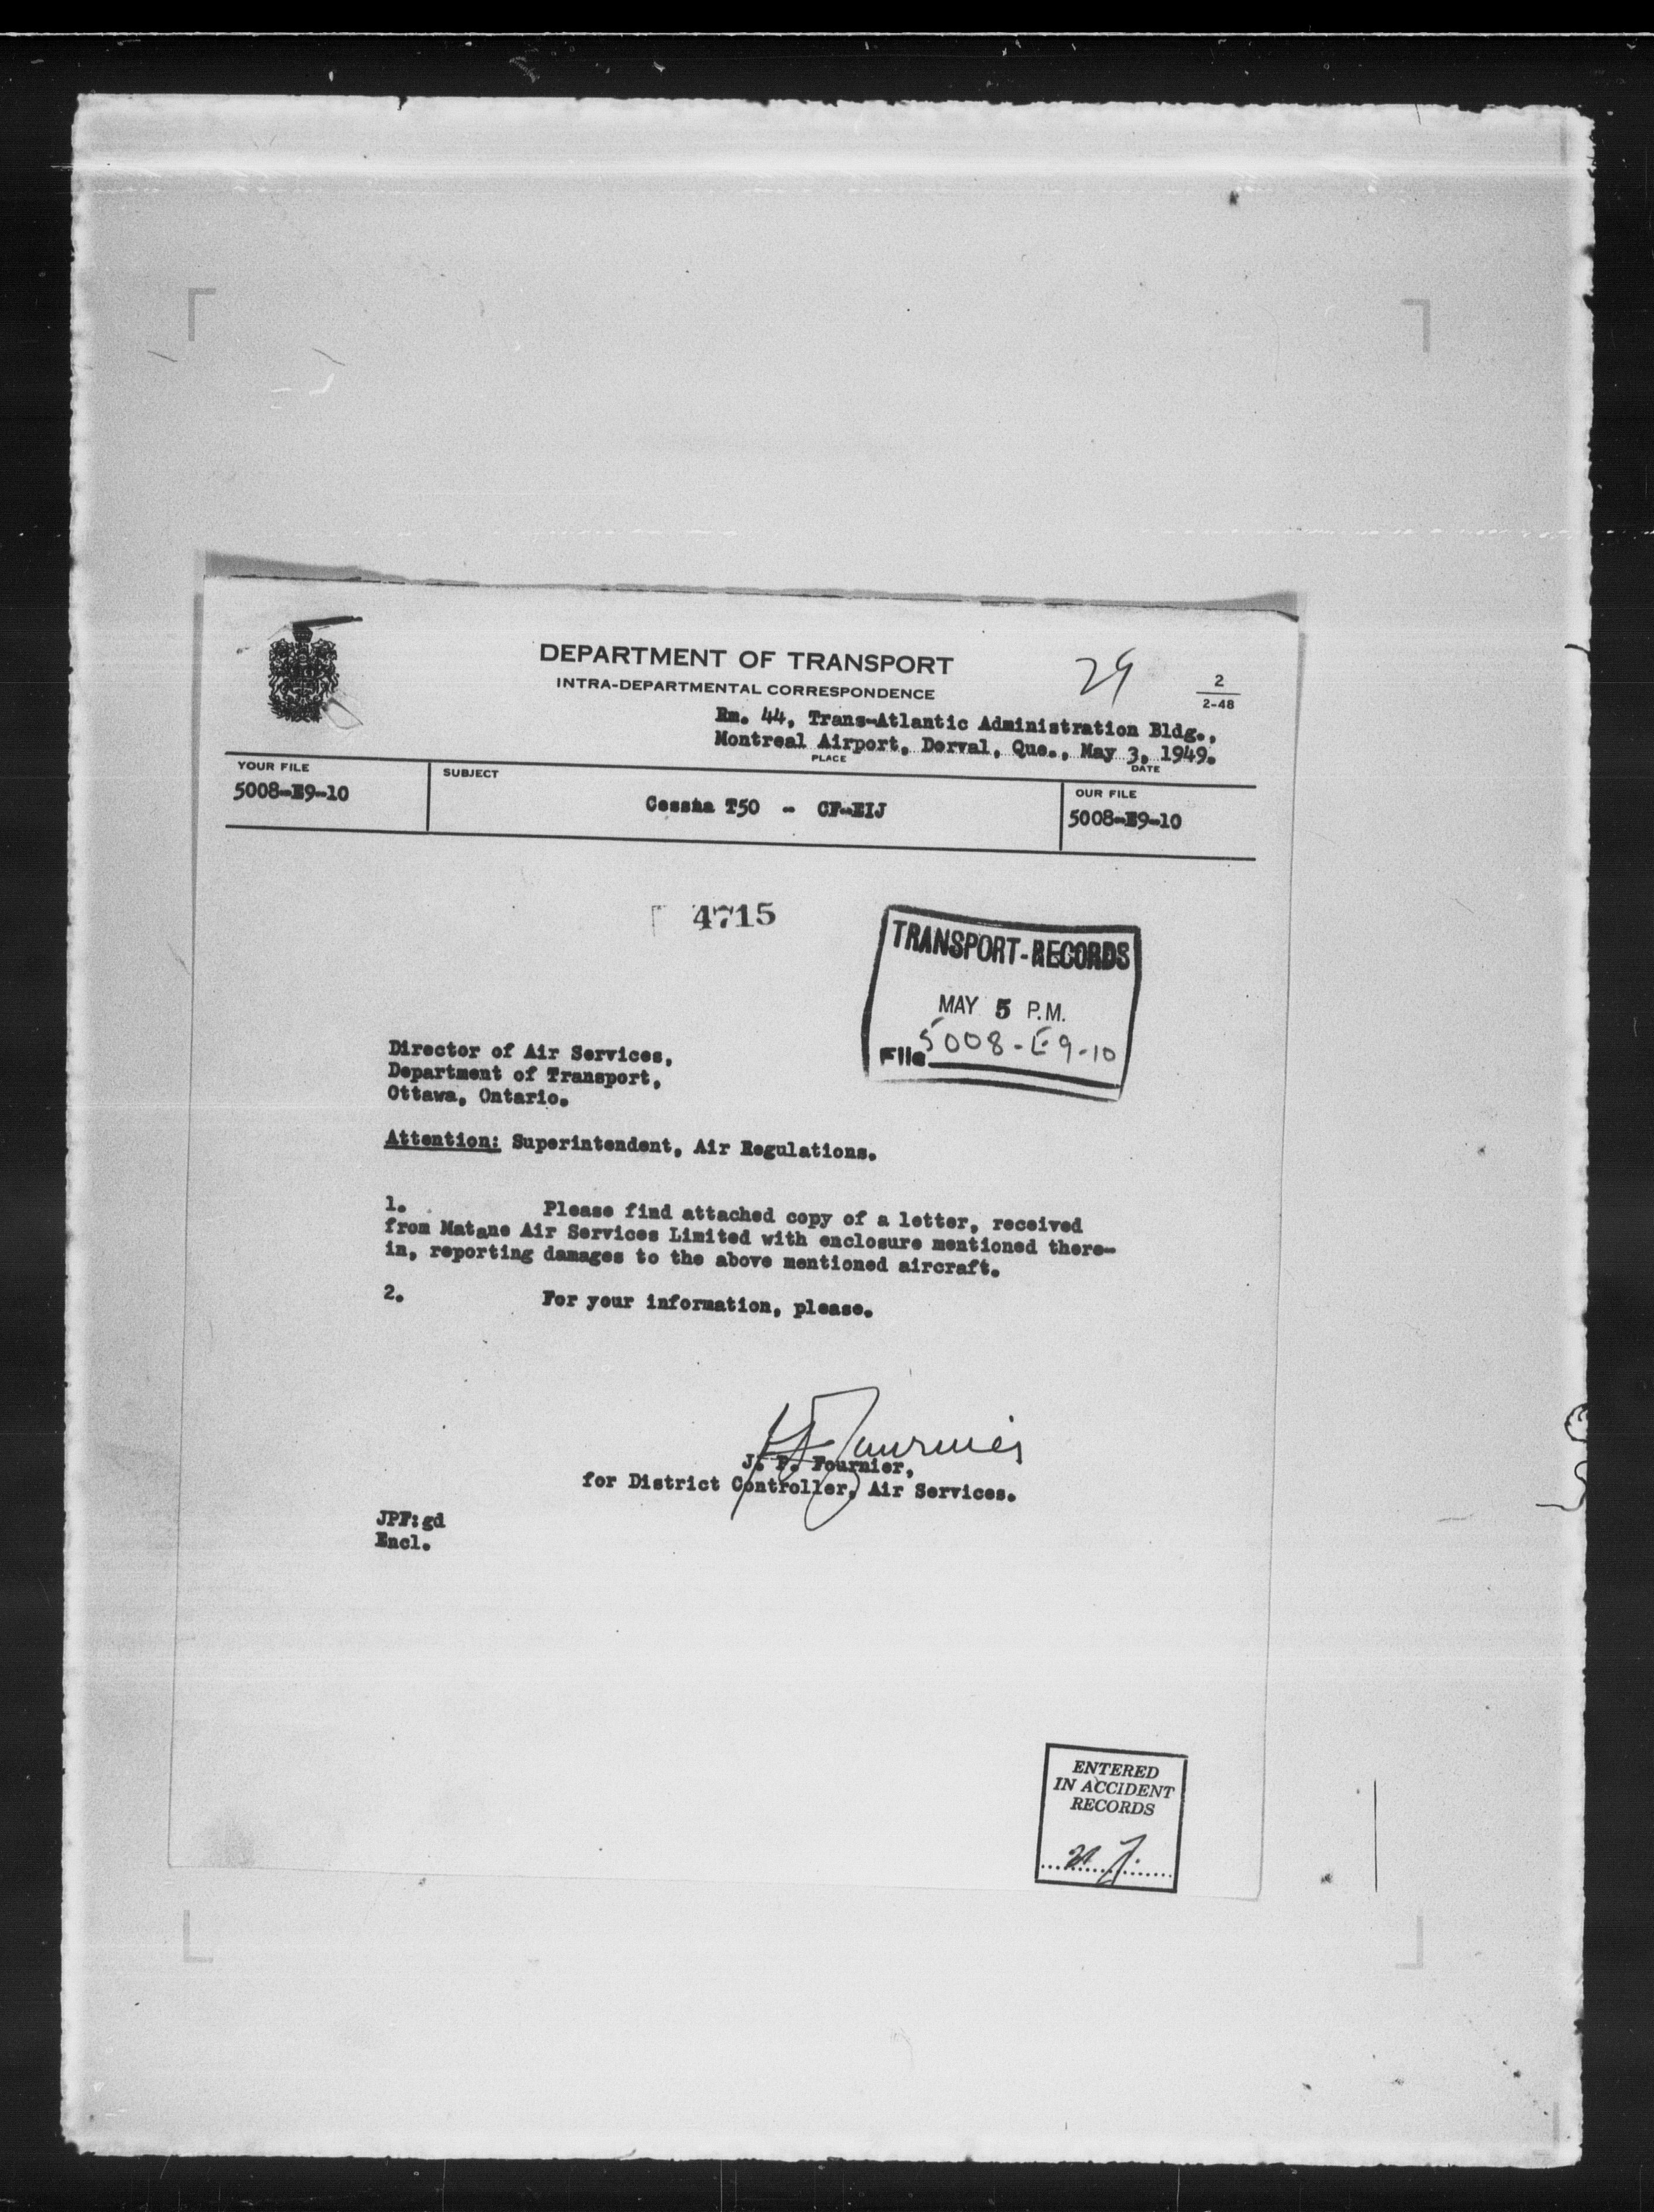 DEPARTMENT OF TRANSPORT
INTRA-DEPARTMENTAL CORRESPONDENCE
29
2
2-48
Rm. 44, Trans-Atlantic Administration Bldg.,
Montreal Airport, Dorval, Que., May 3, 1949.
PLACE
DATE
YOUR FILE
5008-E9-10
SUBJECT
Cessna T50 - CF-EIJ
OUR FILE
5008-E9-10
4715
TRANSPORT-RECORDS
MAY 5 P.M.
File 5008-E9-10
Director of Air Services,
Department of Transport,
Ottawa, Ontario.
Attention: Superintendent, Air Regulations.
1. Please find attached copy of a letter, received
from Matane Air Services Limited with enclosure mentioned there-
in, reporting damages to the above mentioned aircraft.
2. For your information, please.
J. P. Fournier,
for District Controller, Air Services.
JPF:gd
Encl.
ENTERED
IN ACCIDENT
RECORDS